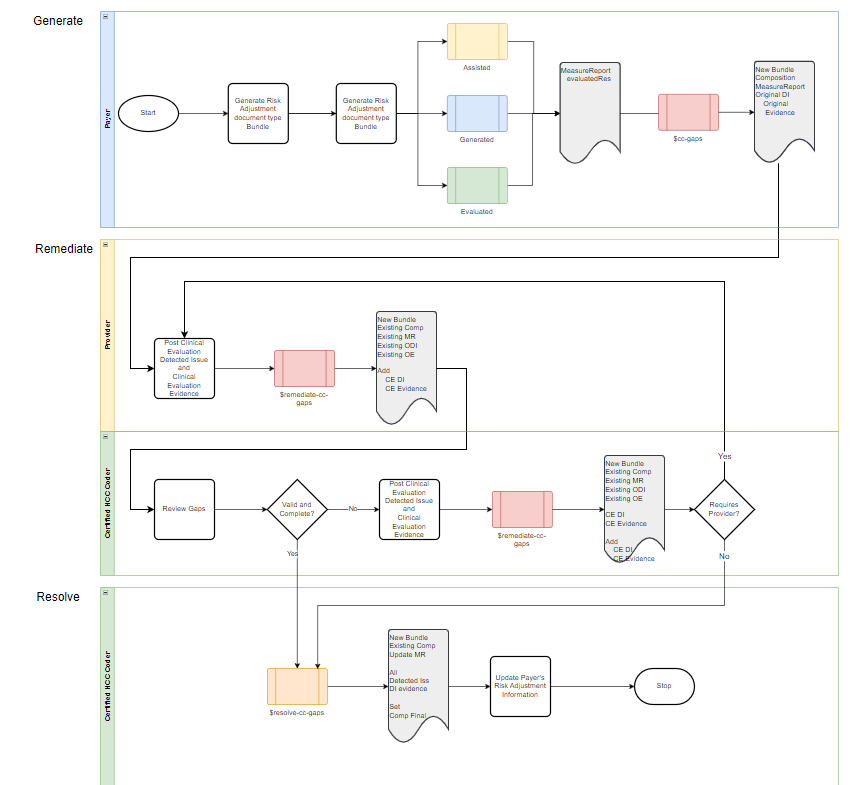 Generate
Payer
Start
Generate Risk
Adjustment
document type
Bundle
Generate Risk
Adjustment
document type
Bundle
Assisted
Generated
Evaluated
MeasureReport
evaluatedRes
$cc-gaps
New Bundle
Composition
MeasureReport
Original DI
Original
Evidence
Remediate
Provider
Post Clinical
Evaluation
Detected Issue
and
Clinical
Evaluation
Evidence
$remediate-cc-
gaps
New Bundle
Existing Comp
Existing MR
Existing ODI
Existing OE
Add
CE DI
CE Evidence
Certified HCC Coder
Review Gaps
Valid and
Complete?
No
Yes
Post Clinical
Evaluation
Detected Issue
and
Clinical
Evaluation
Evidence
$remediate-cc-
gaps
New Bundle
Existing Comp
Existing MR
Existing ODI
Existing OE
CE DI
CE Evidence
Add
CE DI
CE Evidence
Requires
Provider?
Yes
No
Resolve
Certified HCC Coder
$resolve-cc-gaps
New Bundle
Existing Comp
Update MR
All
Detected Iss
DI evidence
Set
Comp Final
Update Payer's
Risk Adjustment
Information
Stop